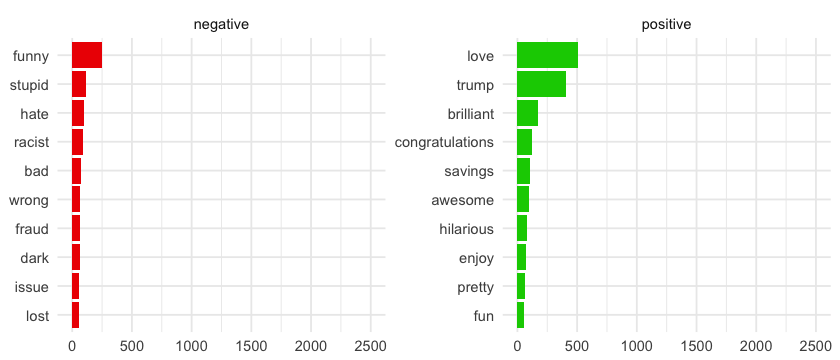 negative
funny
stupid
hate
racist
bad
wrong
fraud
dark
issue
lost
0 500 1000 1500 2000 2500
positive
love
trump
brilliant
congratulations
savings
awesome
hilarious
enjoy
pretty
fun
0 500 1000 1500 2000 2500